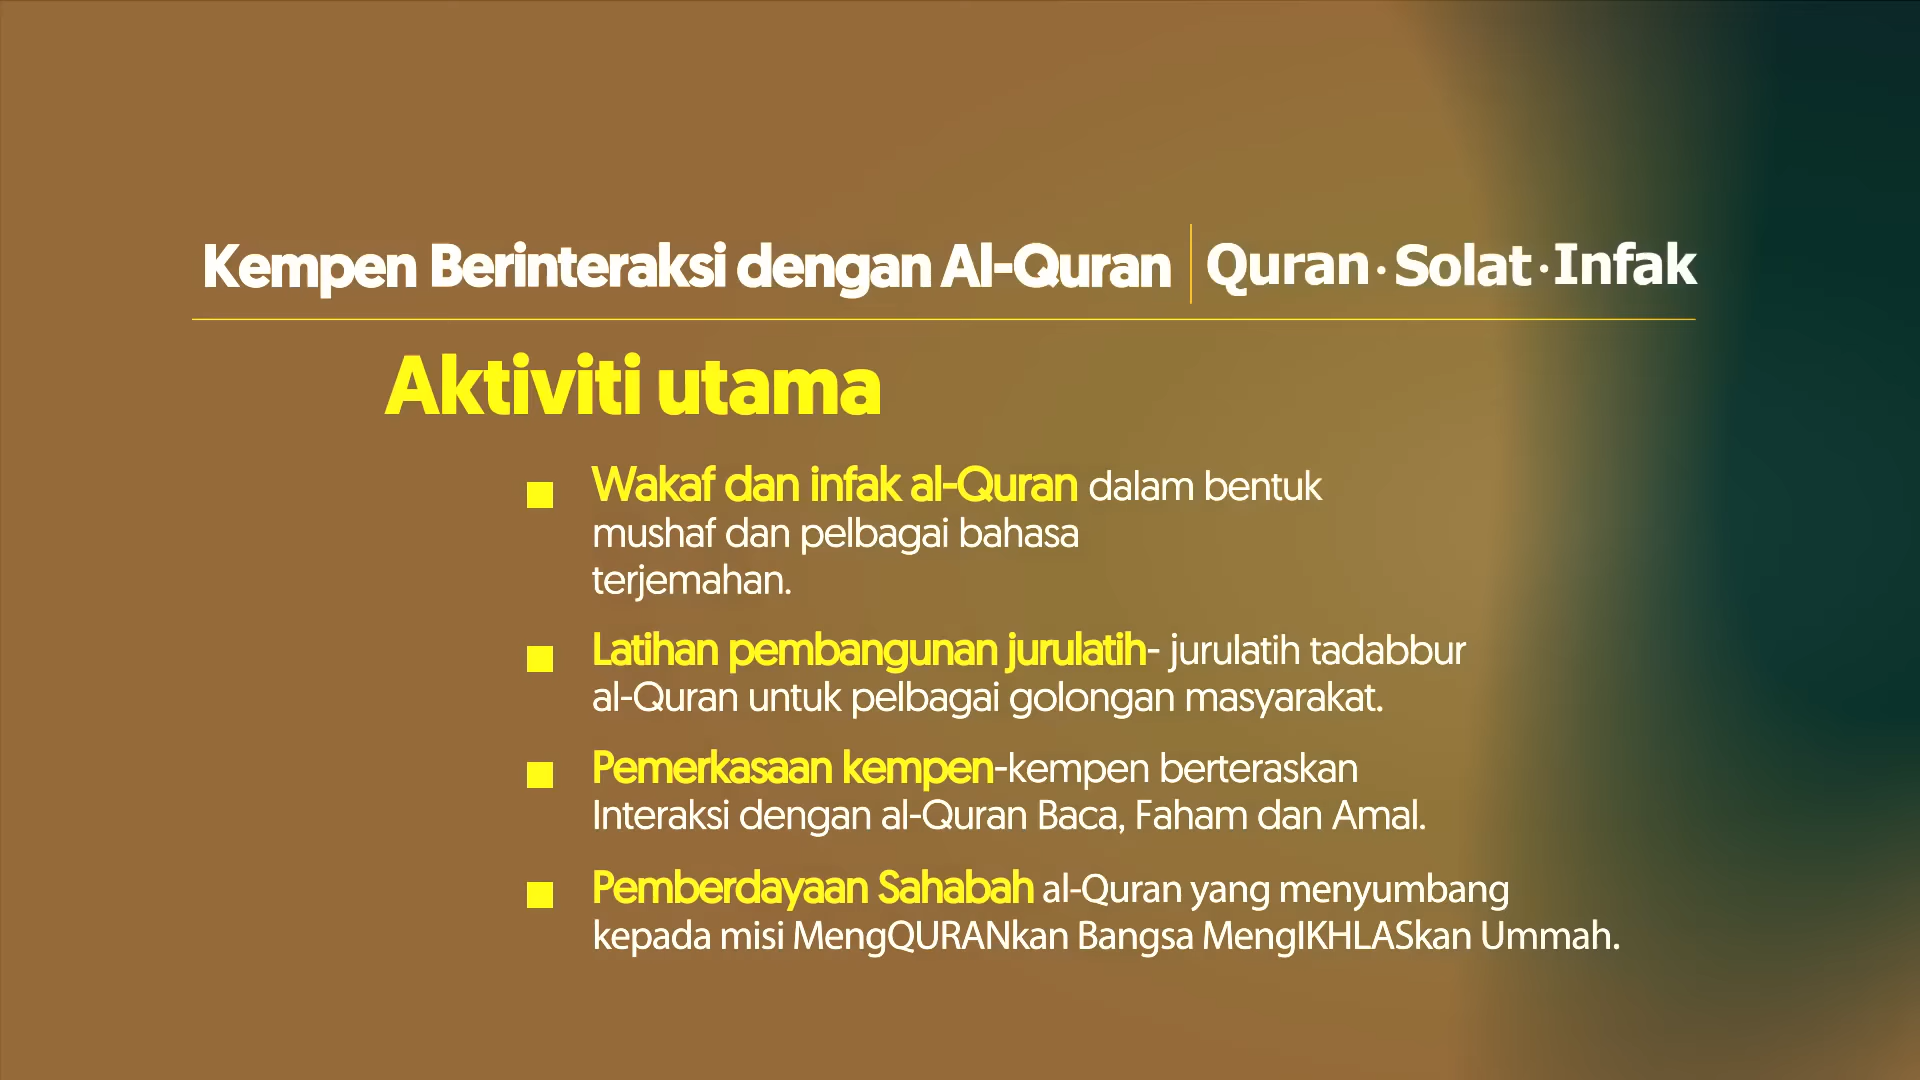 Kempen Berinteraksi dengan Al-Quran | Quran · Solat · Infak
Aktiviti utama
Wakaf dan infak al-Quran dalam bentuk
mushaf dan pelbagai bahasa
terjemahan.
Latihan pembangunan jurulatih- jurulatih tadabbur
al-Quran untuk pelbagai golongan masyarakat.
Pemerkasaan kempen-kempen berteraskan
Interaksi dengan al-Quran Baca, Faham dan Amal.
Pemberdayaan Sahabah al-Quran yang menyumbang
kepada misi MengQURANkan Bangsa MengIKHLASkan Ummah.